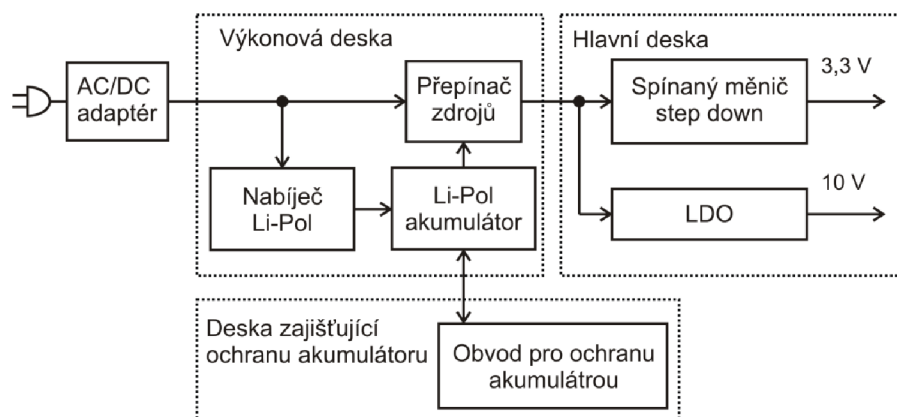 Výkonová deska
Hlavní deska
AC/DC
adaptér
Přepínač
zdrojů
Spínaný měnič
step down
3,3 V
Nabíječ
Li-Pol
Li-Pol
akumulátor
LDO
10 V
Deska zajišťující
ochranu akumulátoru
Obvod pro ochranu
akumulátrou